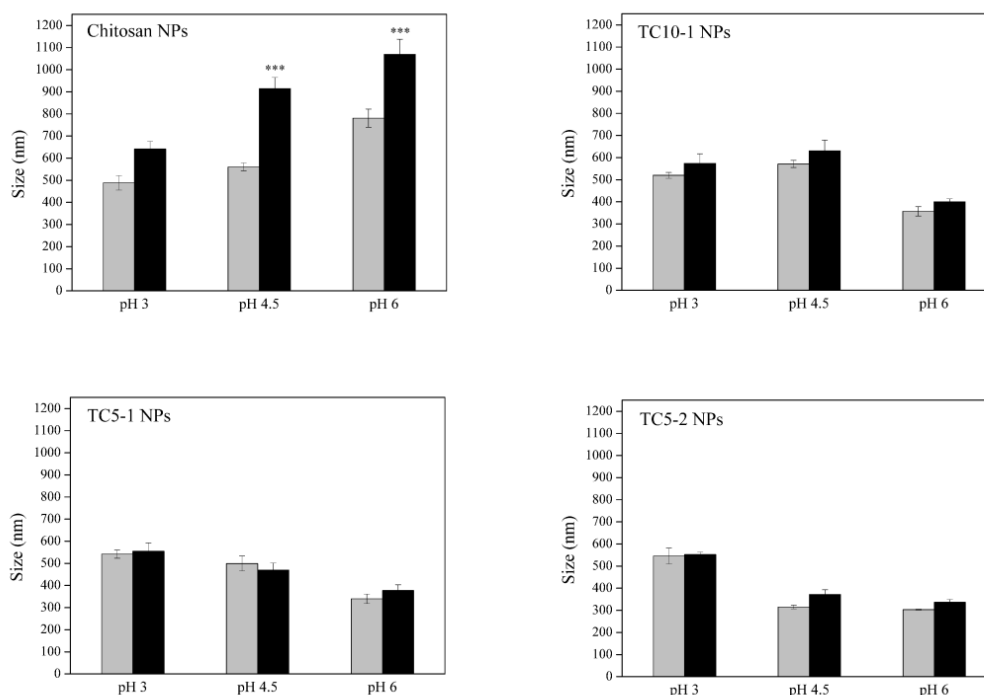 Chitosan NPs
Size (nm)
1200
1100
1000
900
800
700
600
500
400
300
200
100
0
***
***
pH 3
pH 4.5
pH 6
TC10-1 NPs
Size (nm)
1200
1100
1000
900
800
700
600
500
400
300
200
100
0
pH 3
pH 4.5
pH 6
TC5-1 NPs
Size (nm)
1200
1100
1000
900
800
700
600
500
400
300
200
100
0
pH 3
pH 4.5
pH 6
TC5-2 NPs
Size (nm)
1200
1100
1000
900
800
700
600
500
400
300
200
100
0
pH 3
pH 4.5
pH 6